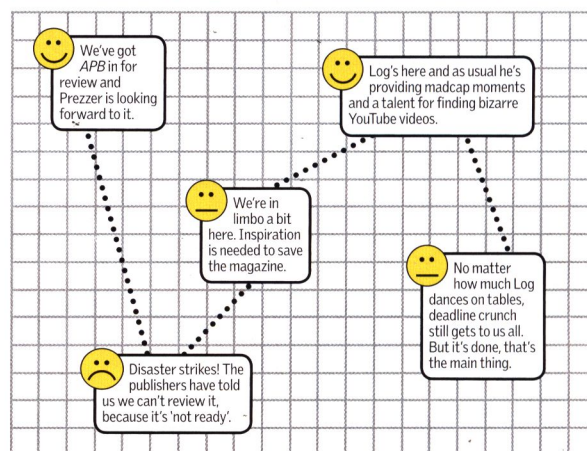 We've got
APB in for
review and
Prezzer is looking
forward to it.
Log's here and as usual he's
providing madcap moments
and a talent for finding bizarre
YouTube videos.
We're in
limbo a bit
here. Inspiration
is needed to save
the magazine.
No matter
how much Log
dances on tables,
deadline crunch
still gets to us all.
But it's done, that's
the main thing.
Disaster strikes! The
publishers have told
us we can't review it,
because it's 'not ready'.